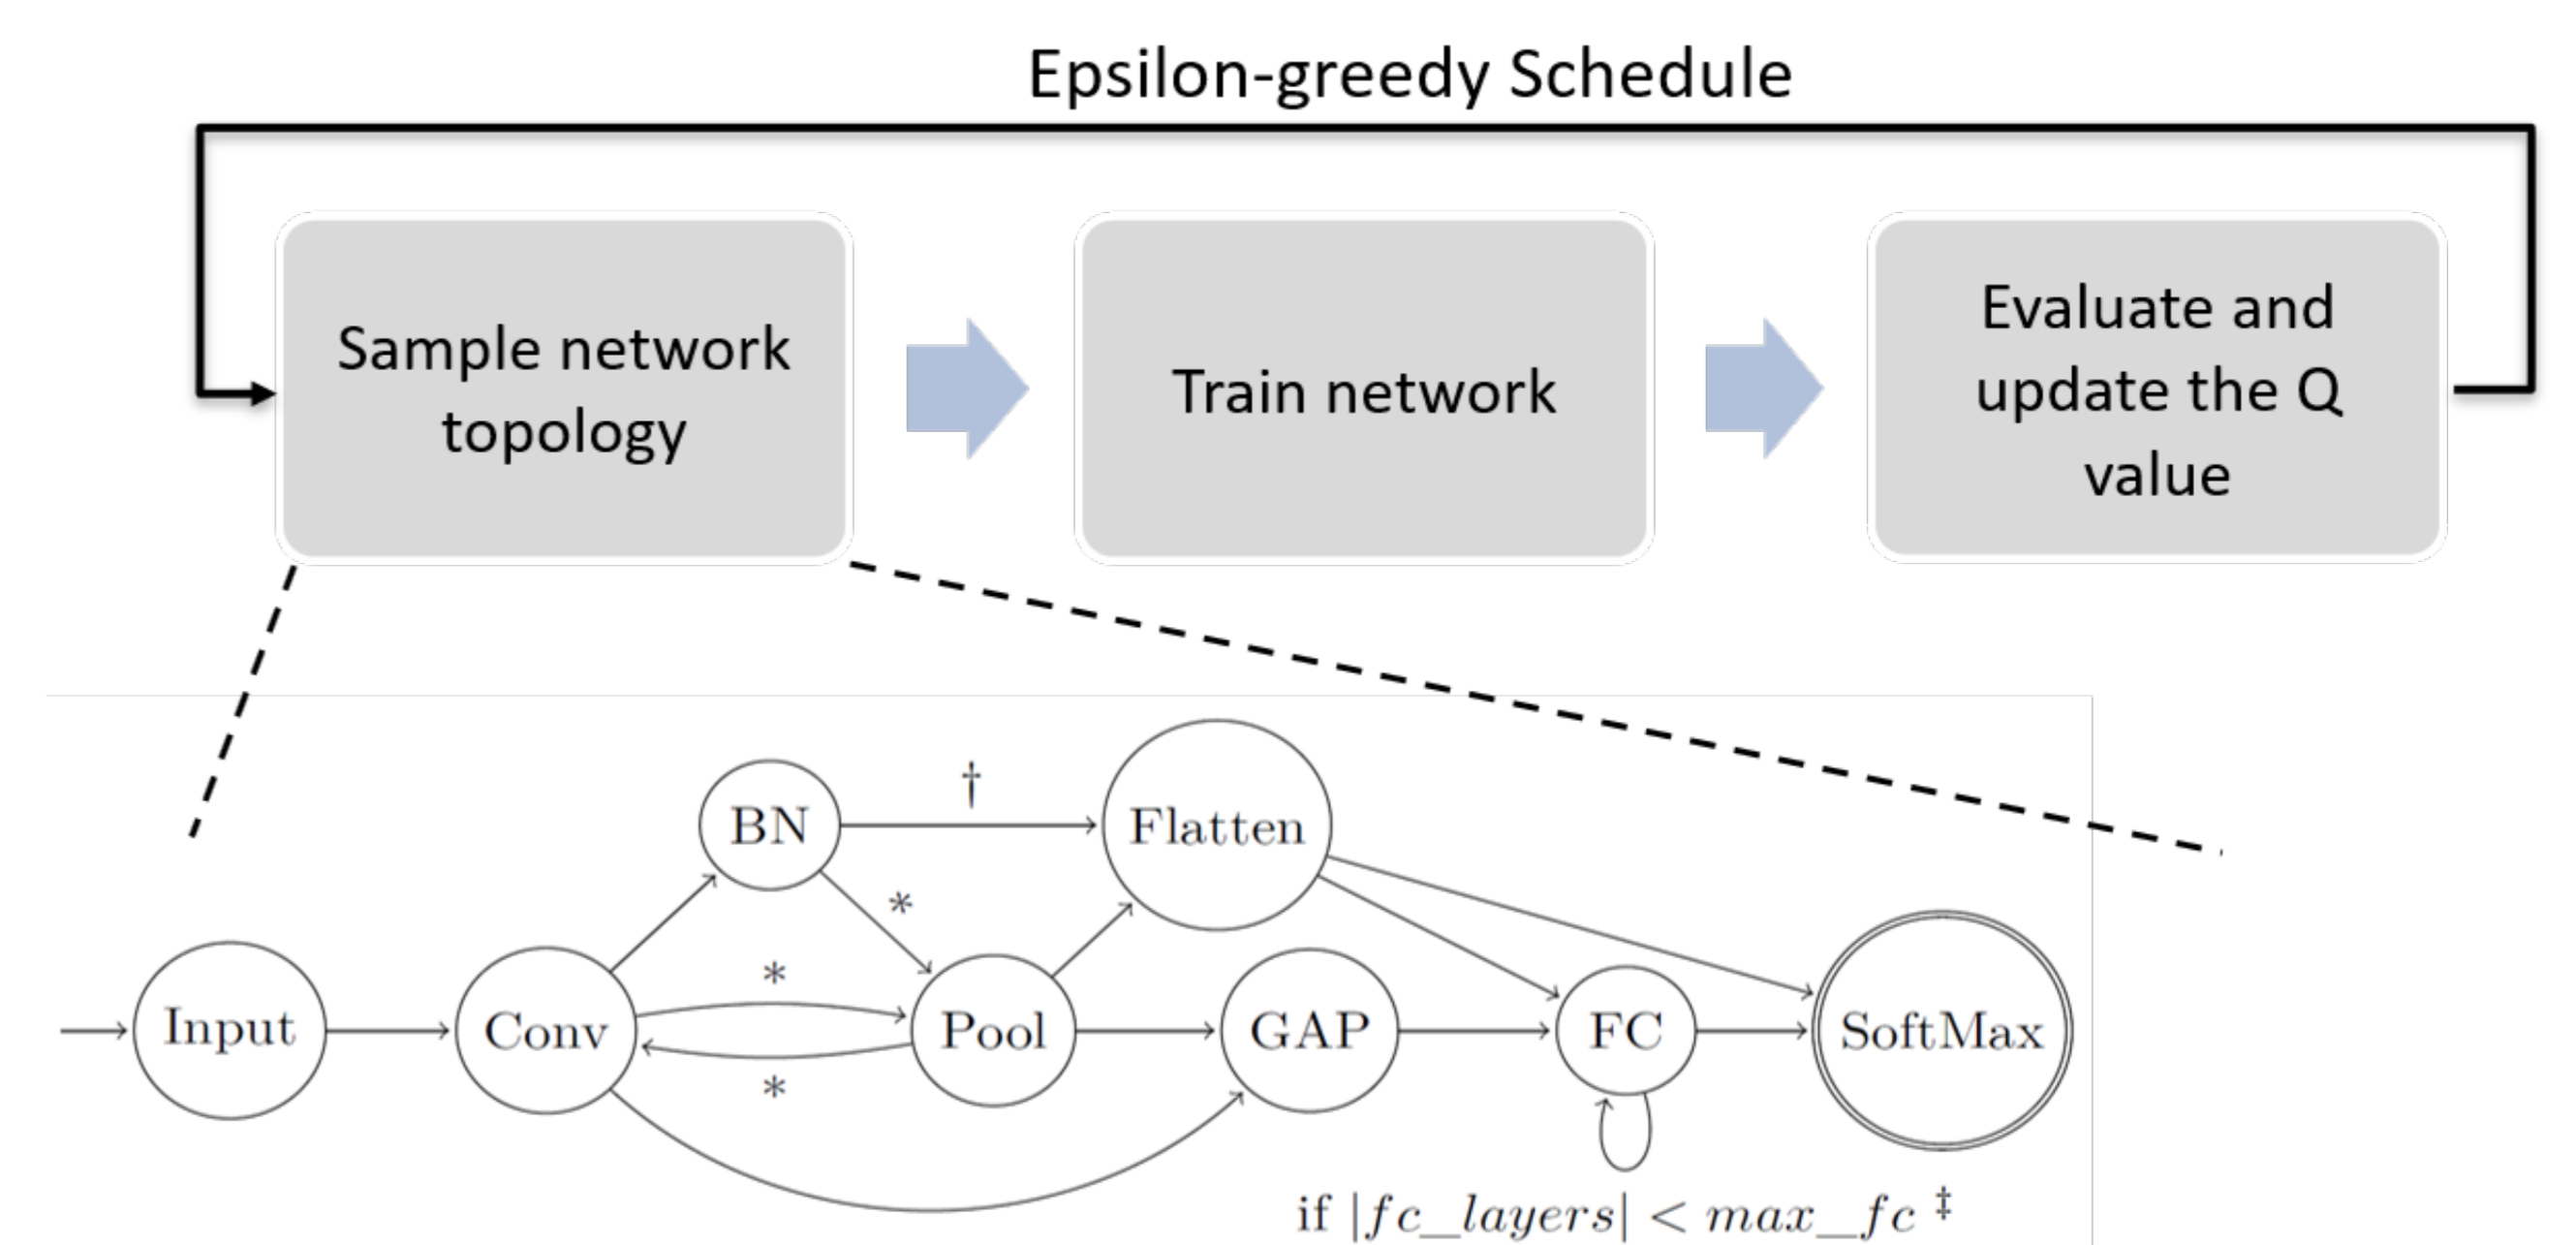 Epsilon-greedy Schedule
Sample network
topology
Train network
Evaluate and
update the Q
value
†
BN
Flatten
*
*
Input
Conv
Pool
GAP
FC
SoftMax
*
if |fc_layers| < max_fc ‡